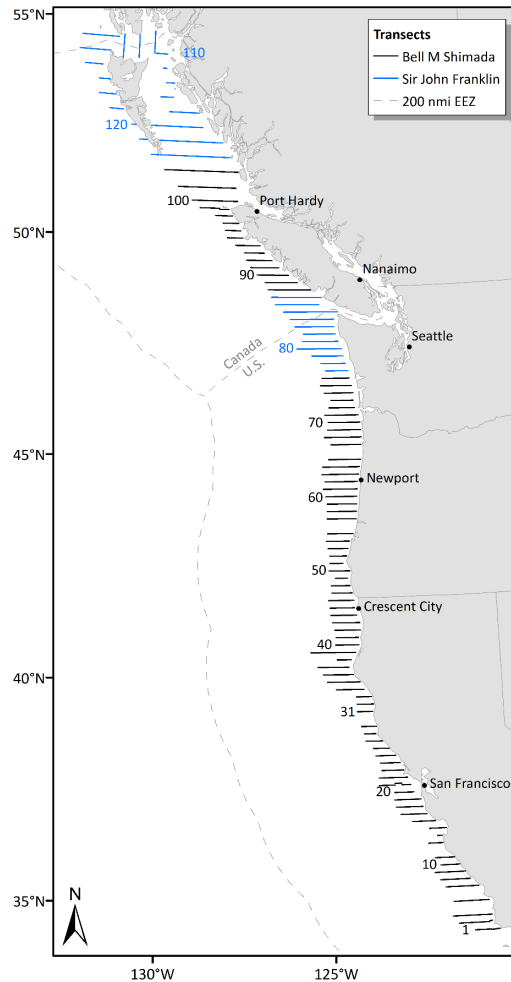 55°N
Transects
Bell M Shimada
Sir John Franklin
200 nmi EEZ
110
120
100
Port Hardy
50°N
90
Nanaimo
Seattle
80
Canada
U.S.
70
45°N
Newport
60
50
Crescent City
40
40°N
31
San Francisco
20
10
35°N
N
1
130°W
125°W